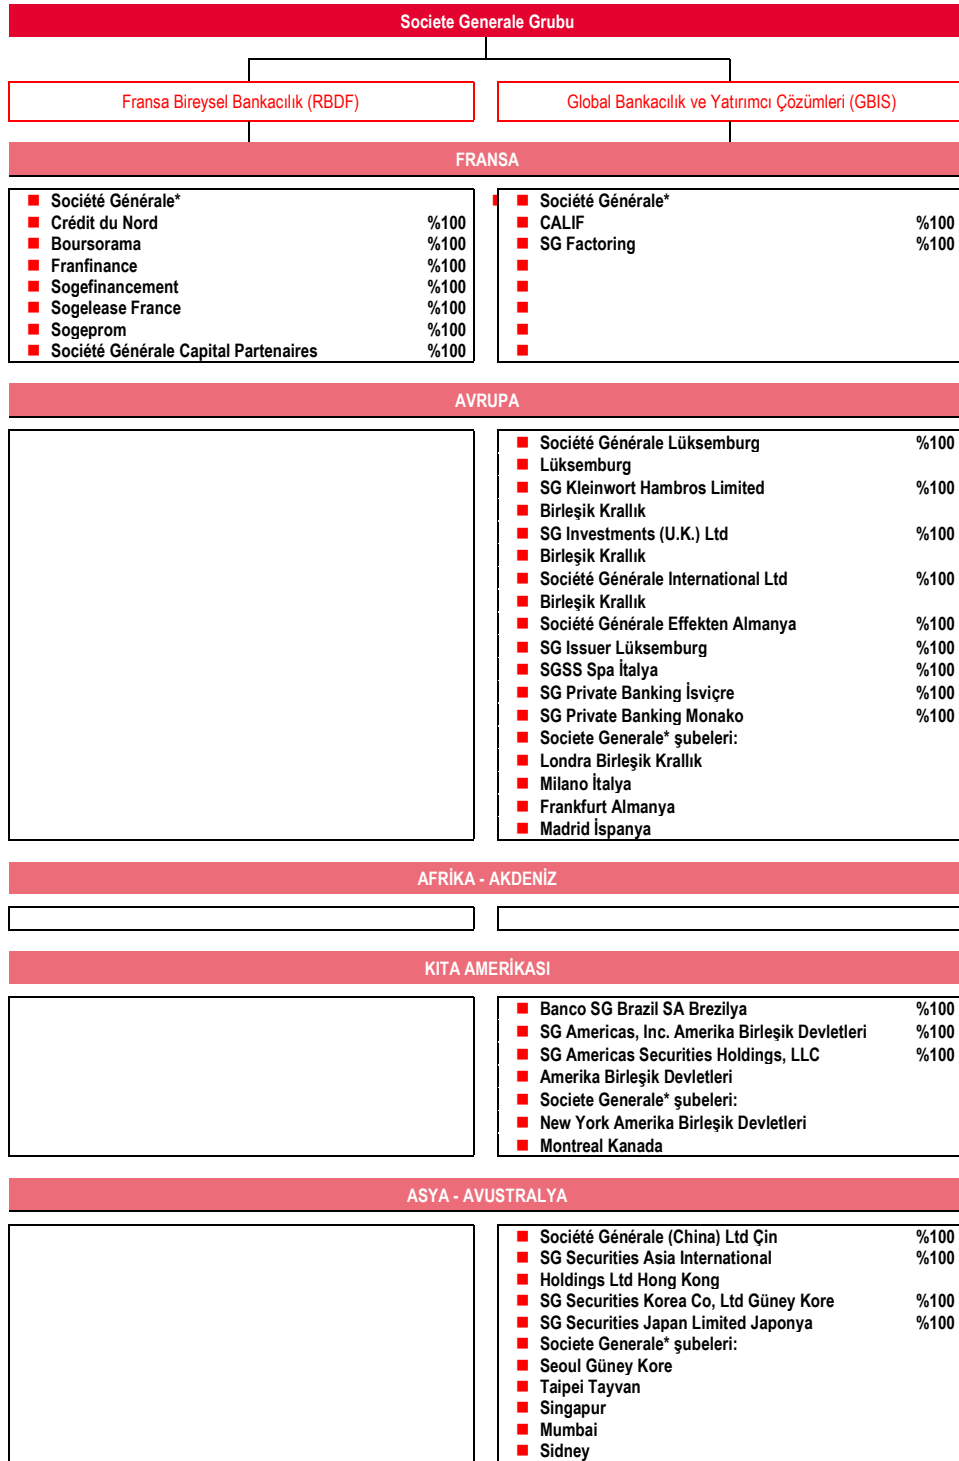 Societe Generale Grubu
Fransa Bireysel Bankacılık (RBDF)
Global Bankacılık ve Yatırımcı Çözümleri (GBIS)
FRANSA
Société Générale*
Crédit du Nord %100
Boursorama %100
Franfinance %100
Sogefinancement %100
Sogelease France %100
Sogeprom %100
Société Générale Capital Partenaires %100
Société Générale*
CALIF %100
SG Factoring %100
AVRUPA
Société Générale Lüksemburg %100
Lüksemburg
SG Kleinwort Hambros Limited %100
Birleşik Krallık
SG Investments (U.K.) Ltd %100
Birleşik Krallık
Société Générale International Ltd %100
Birleşik Krallık
Société Générale Effekten Almanya %100
SG Issuer Lüksemburg %100
SGSS Spa İtalya %100
SG Private Banking İsviçre %100
SG Private Banking Monako %100
Societe Generale* şubeleri:
Londra Birleşik Krallık
Milano İtalya
Frankfurt Almanya
Madrid İspanya
AFRİKA - AKDENİZ
KITA AMERİKASI
Banco SG Brazil SA Brezilya %100
SG Americas, Inc. Amerika Birleşik Devletleri %100
SG Americas Securities Holdings, LLC %100
Amerika Birleşik Devletleri
Societe Generale* şubeleri:
New York Amerika Birleşik Devletleri
Montreal Kanada
ASYA - AVUSTRALYA
Société Générale (China) Ltd Çin %100
SG Securities Asia International %100
Holdings Ltd Hong Kong
SG Securities Korea Co, Ltd Güney Kore %100
SG Securities Japan Limited Japonya %100
Societe Generale* şubeleri:
Seoul Güney Kore
Taipei Tayvan
Singapur
Mumbai
Sidney